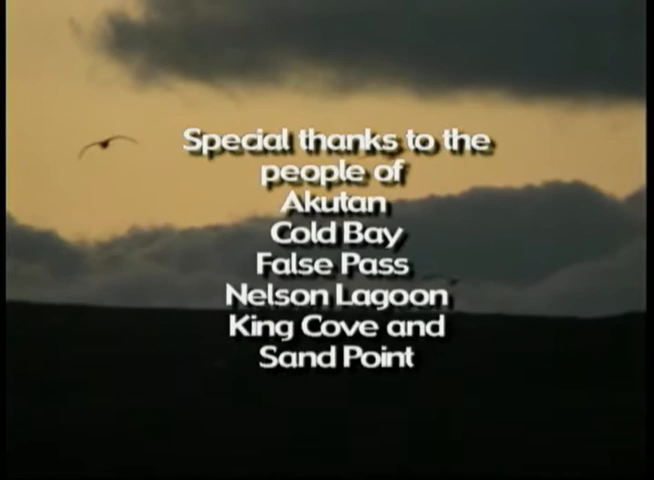 Special thanks to the
people of
Akutan
Cold Bay
False Pass
Nelson Lagoon
King Cove and
Sand Point